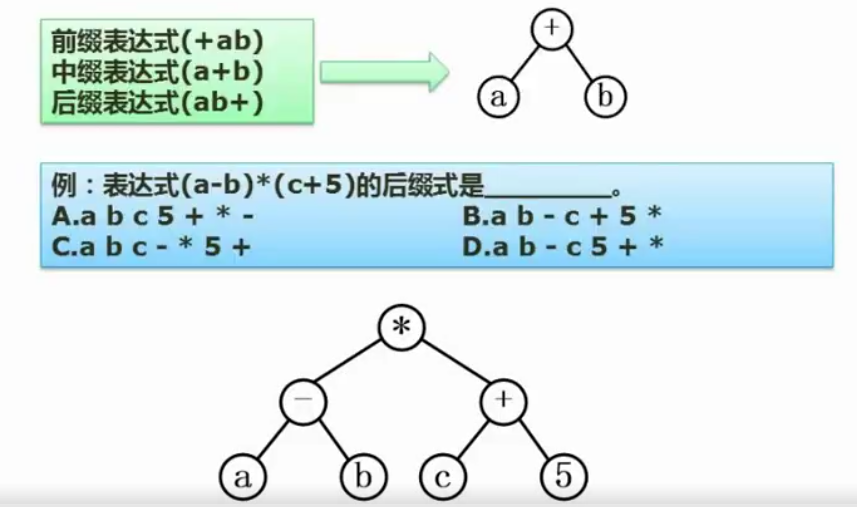 前缀表达式(+ab)
中缀表达式(a+b)
后缀表达式(ab+)
+
a b
例：表达式(a-b)*(c+5)的后缀式是_________。
A.a b c 5 + * - B.a b - c + 5 *
C.a b c - * 5 + D.a b - c 5 + *
*
− +
a b c 5